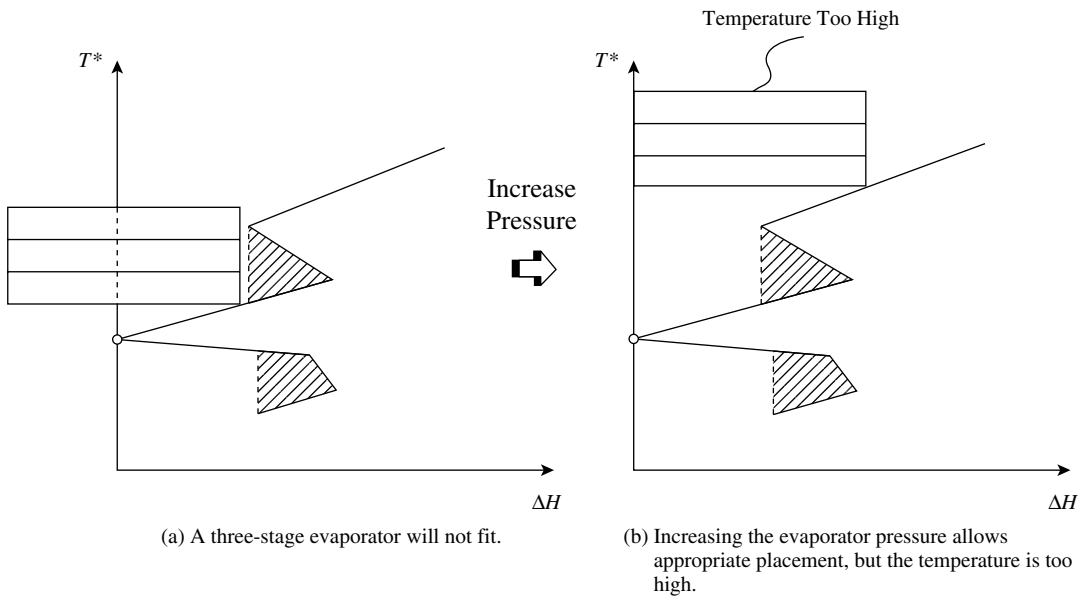 Temperature Too High
T*
T*
Increase
Pressure
ΔH
ΔH
(a) A three-stage evaporator will not fit.
(b) Increasing the evaporator pressure allows
appropriate placement, but the temperature is too
high.